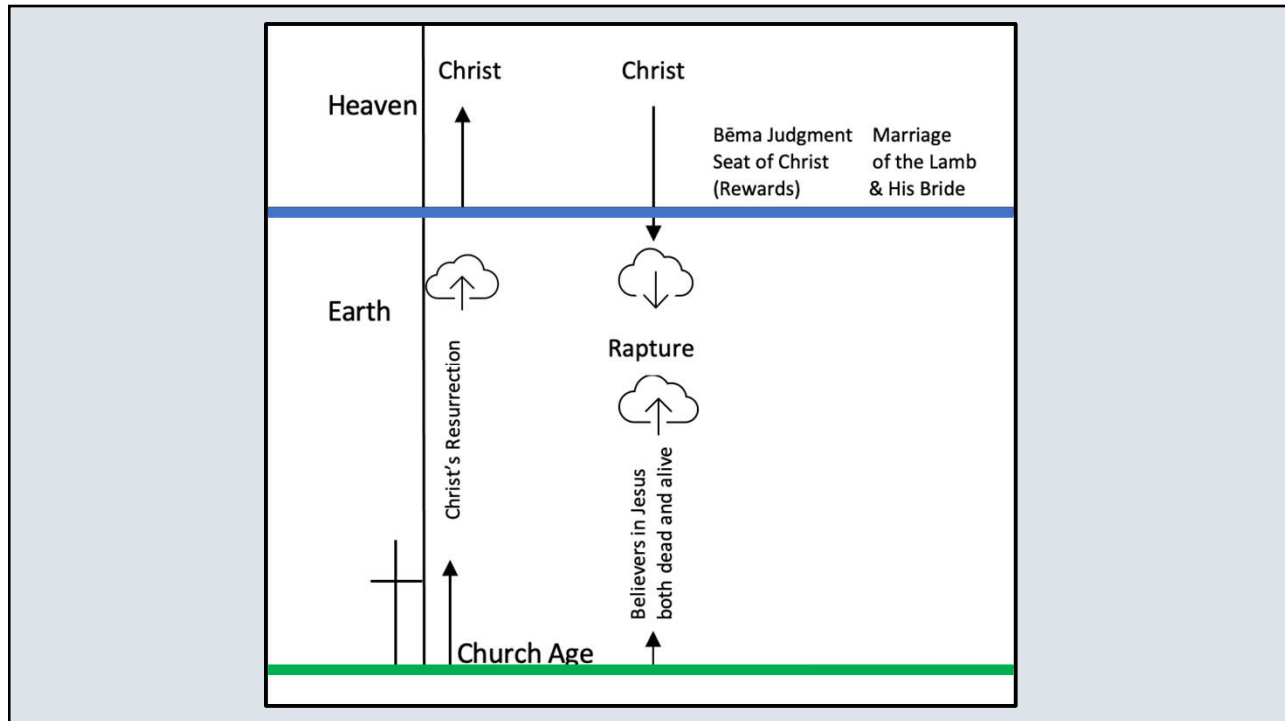 Christ
Christ
Heaven
Bēma Judgment
Seat of Christ
(Rewards)
Marriage
of the Lamb
& His Bride
Earth
Rapture
Christ's Resurrection
Believers in Jesus
both dead and alive
Church Age